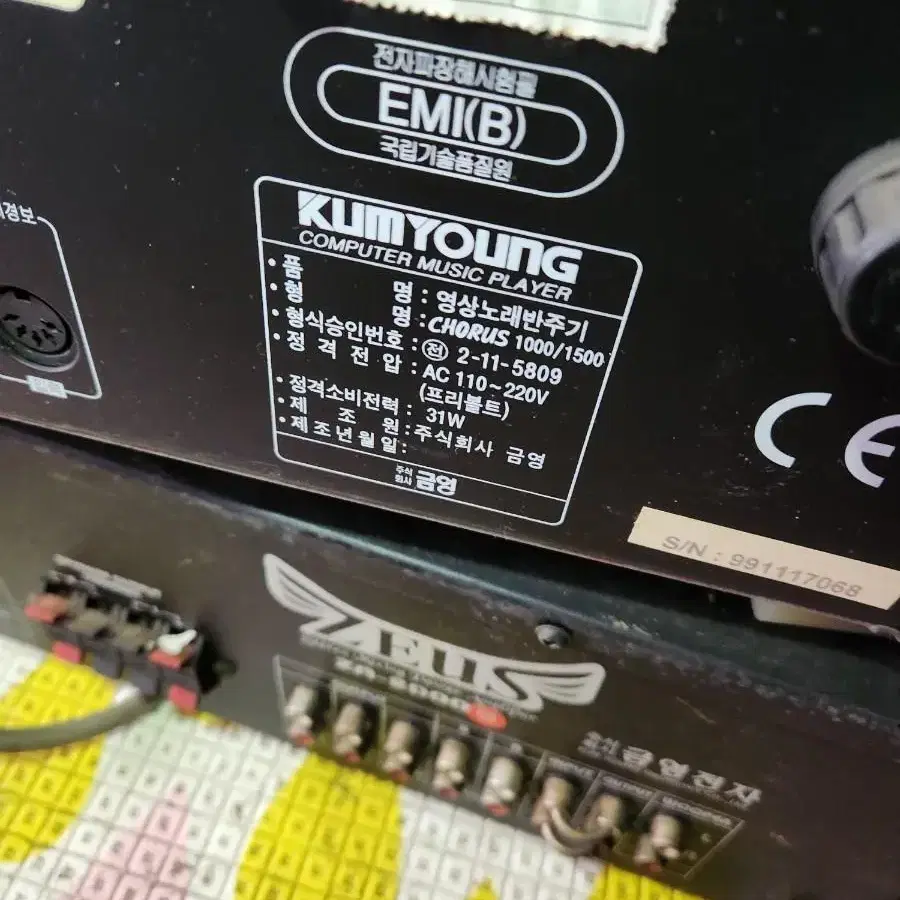 전자파장해시험필
EMI(B)
국립기술품질원
경보
KUMYOUNG
COMPUTER MUSIC PLAYER
• 품 명 : 영상노래반주기
• 형 명 : CHORUS 1000/1500
• 형식승인번호 : 전 2-11-5809
• 정 격 전 압 : AC 110~220V
(프리볼트)
• 정격소비전력 : 31W
• 제 조 원 : 주식회사 금영
• 제조년월일 :
주식회사 금영
CE
S/N : 991117068
ZEUS
금영전자